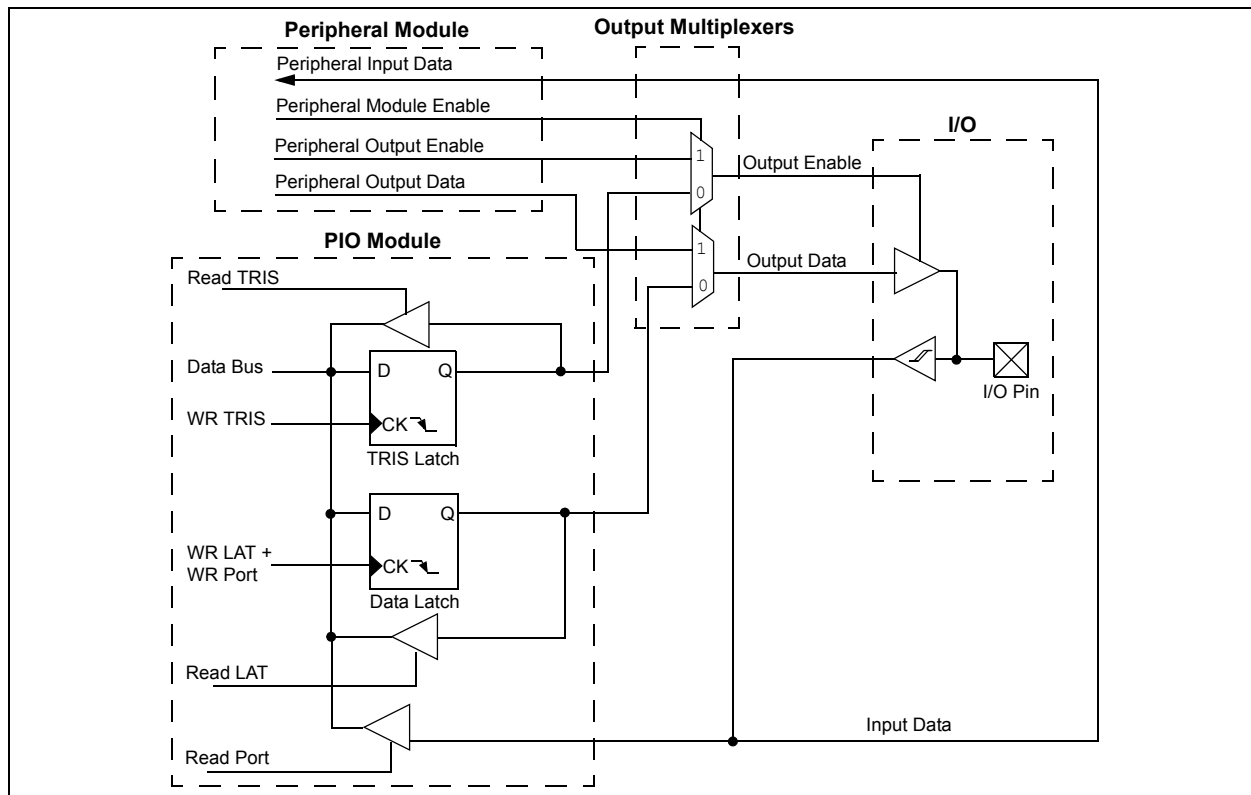 Peripheral Module
Output Multiplexers
Peripheral Input Data
Peripheral Module Enable
I/O
Peripheral Output Enable
1
Output Enable
Peripheral Output Data
0
PIO Module
1
Output Data
0
Read TRIS
Data Bus
D
Q
WR TRIS
CK
TRIS Latch
I/O Pin
D
Q
WR LAT +
WR Port
CK
Data Latch
Read LAT
Input Data
Read Port